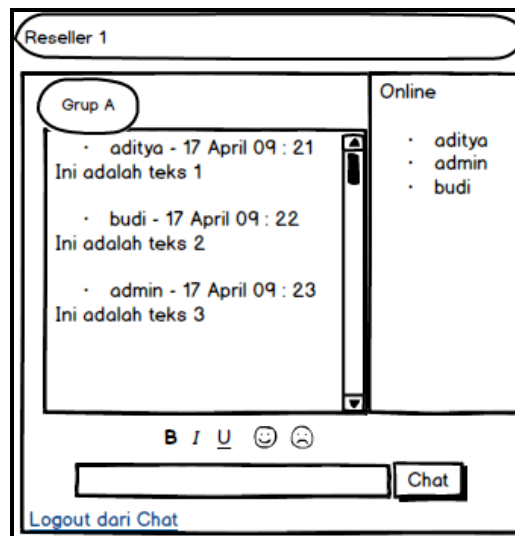 Reseller 1
Grup A
· aditya - 17 April 09 : 21
Ini adalah teks 1
· budi - 17 April 09 : 22
Ini adalah teks 2
· admin - 17 April 09 : 23
Ini adalah teks 3
Online
· aditya
· admin
· budi
B I U
Chat
Logout dari Chat